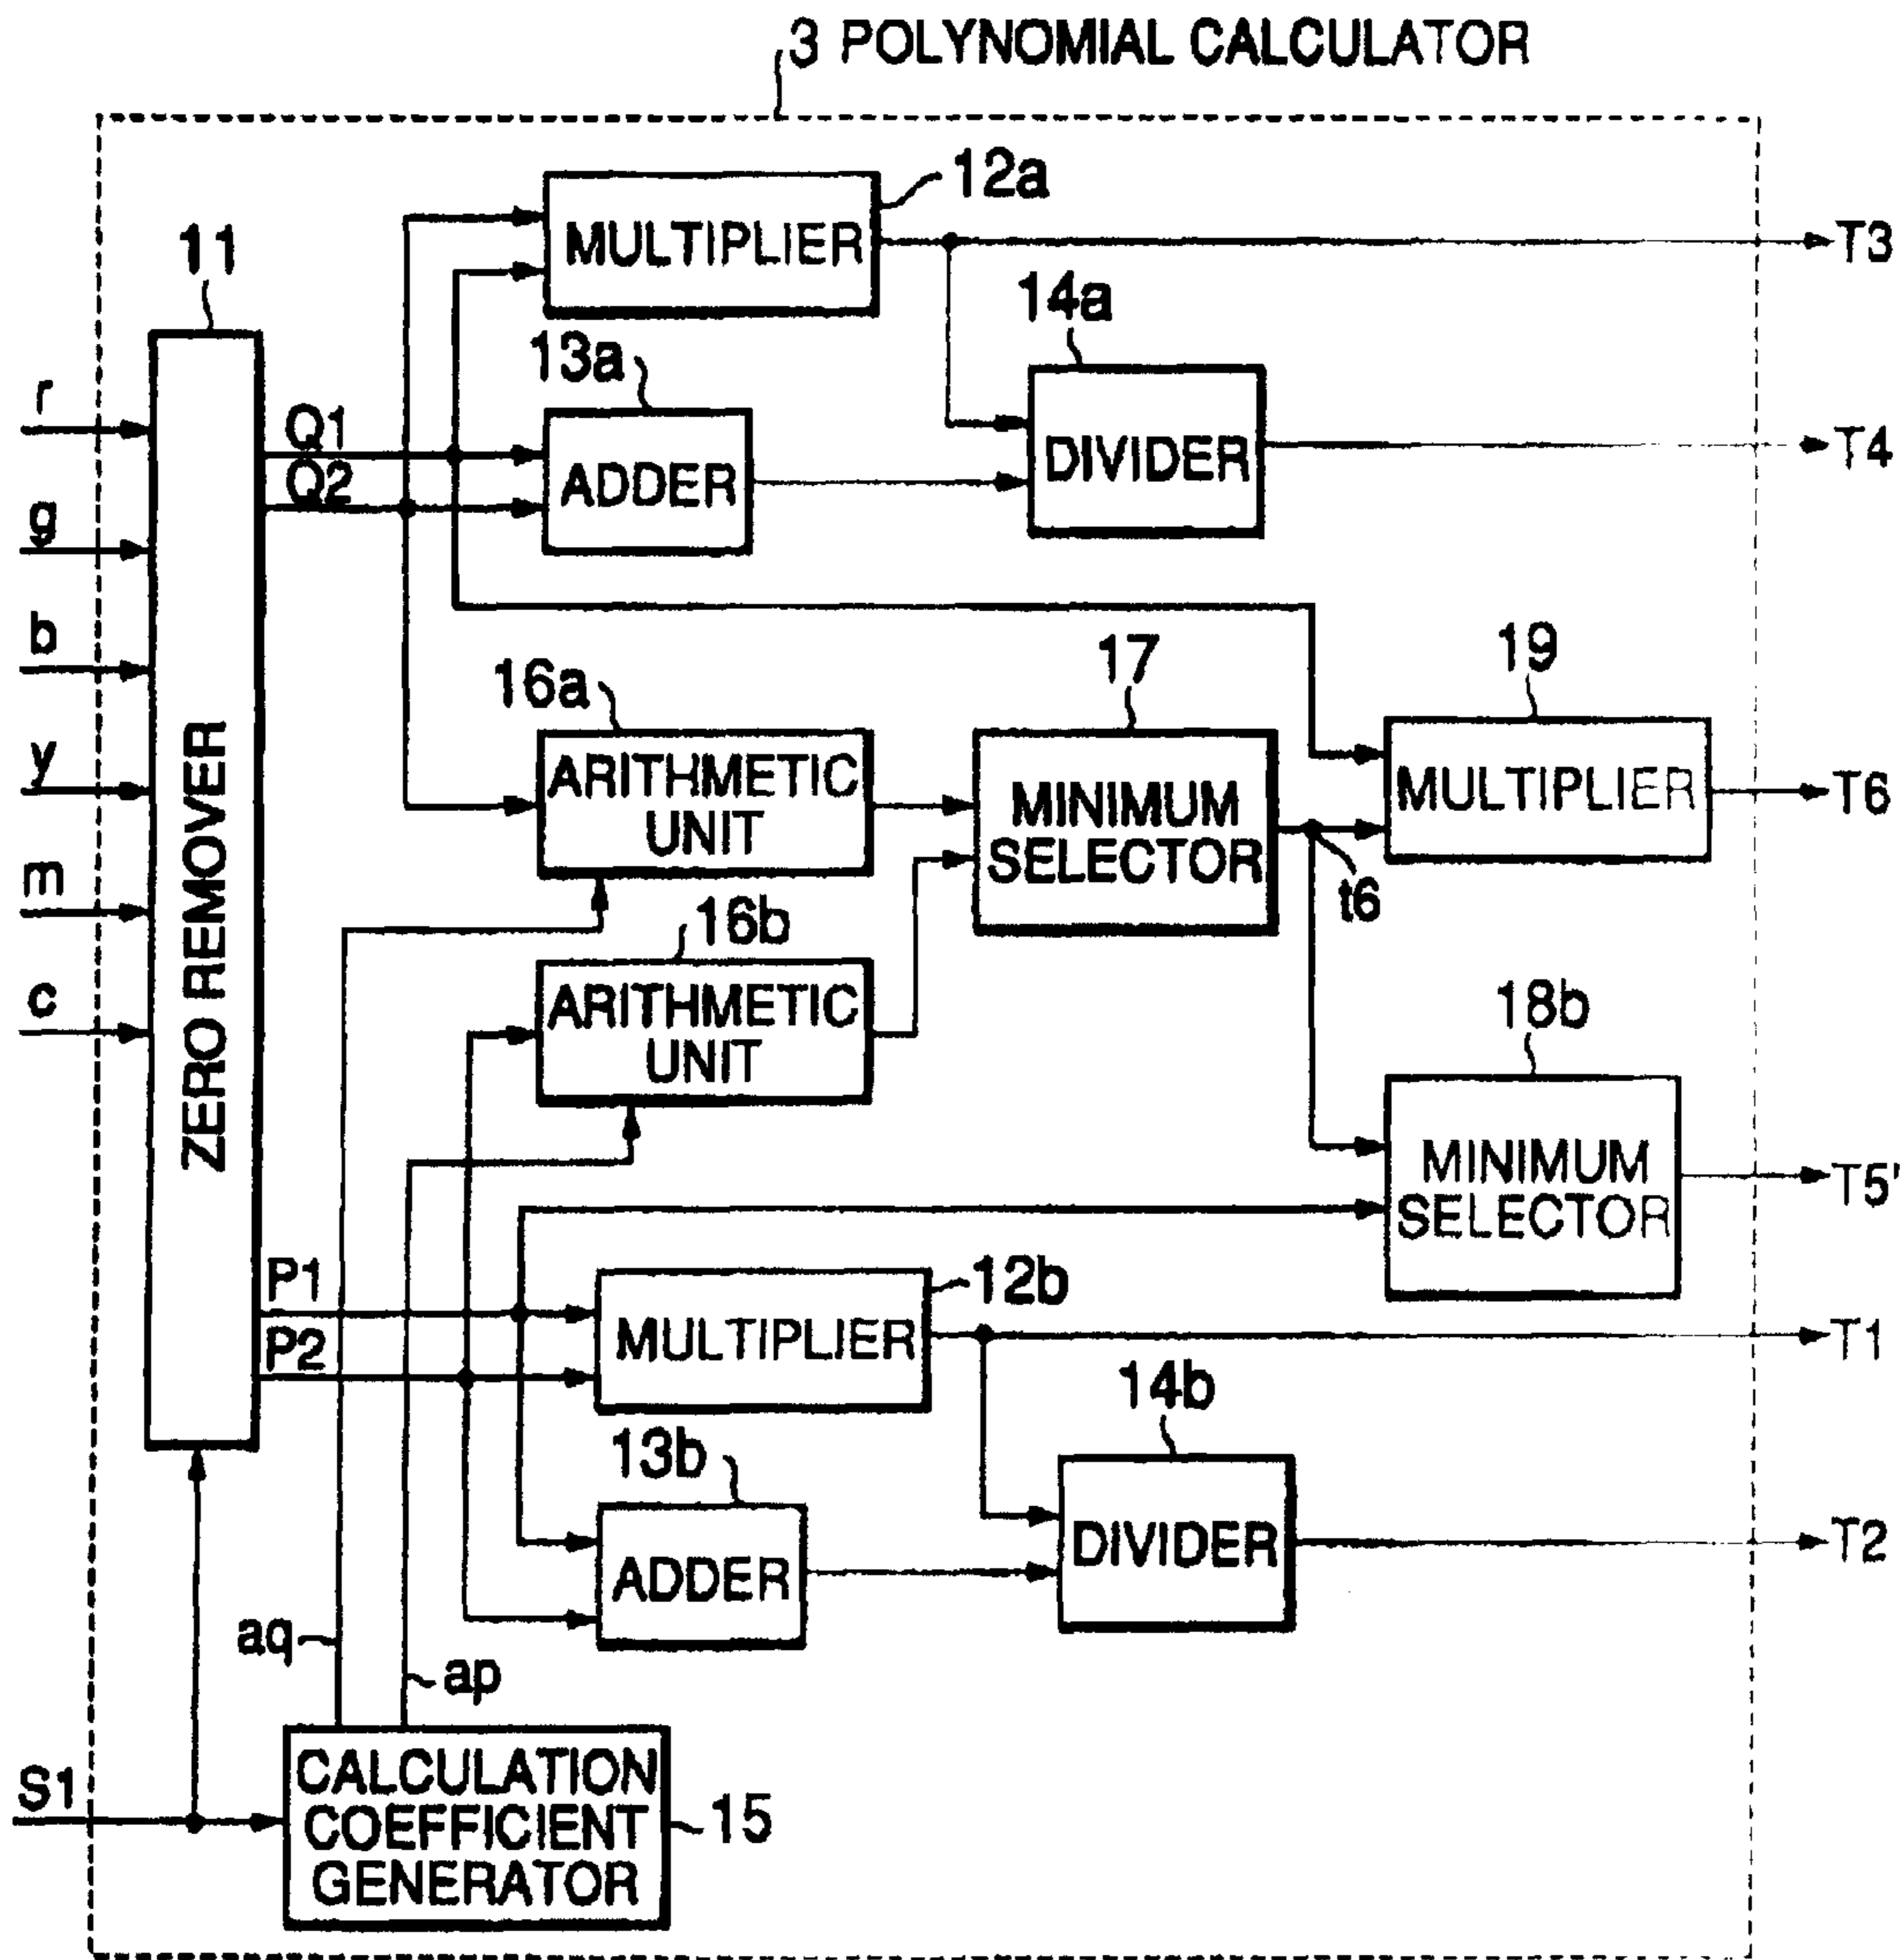 3 POLYNOMIAL CALCULATOR
12a
MULTIPLIER
T3
11
14a
13a
r
Q1
DIVIDER
T4
ADDER
Q2
g
b
17
19
16a
y
ARITHMETIC
UNIT
MINIMUM
SELECTOR
MULTIPLIER
T6
ZERO REMOVER
m
t6
16b
c
ARITHMETIC
UNIT
18b
MINIMUM
SELECTOR
T5'
P1
12b
P2
MULTIPLIER
T1
14b
13b
DIVIDER
T2
ADDER
aq
ap
S1
CALCULATION
COEFFICIENT
GENERATOR
15